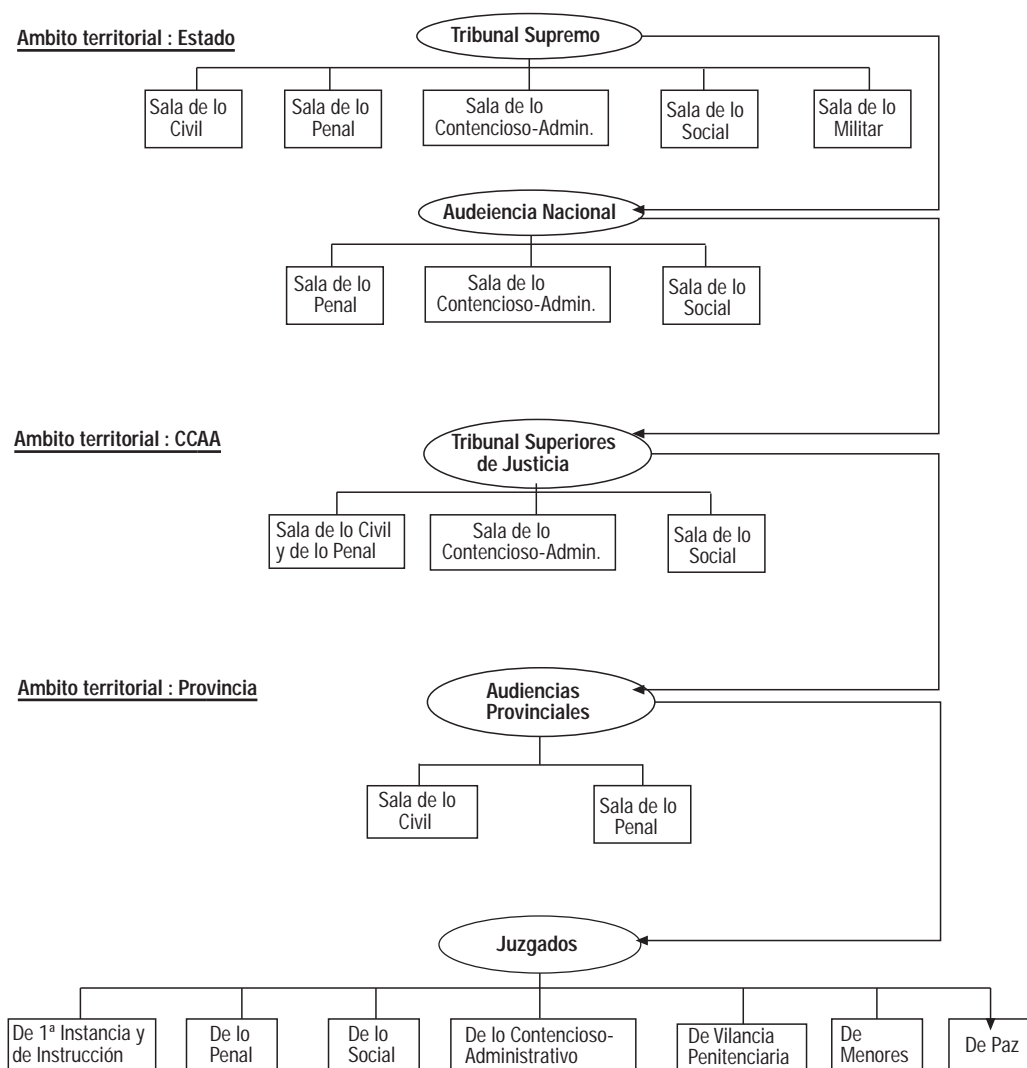 Ambito territorial : Estado
Tribunal Supremo
Sala de lo
Civil
Sala de lo
Penal
Sala de lo
Contencioso-Admin.
Sala de lo
Social
Sala de lo
Militar
Audeiencia Nacional
Sala de lo
Penal
Sala de lo
Contencioso-Admin.
Sala de lo
Social
Ambito territorial : CCAA
Tribunal Superiores
de Justicia
Sala de lo Civil
y de lo Penal
Sala de lo
Contencioso-Admin.
Sala de lo
Social
Ambito territorial : Provincia
Audiencias
Provinciales
Sala de lo
Civil
Sala de lo
Penal
Juzgados
De 1ª Instancia y
de Instrucción
De lo
Penal
De lo
Social
De lo Contencioso-
Administrativo
De Vilancia
Penitenciaria
De
Menores
De Paz